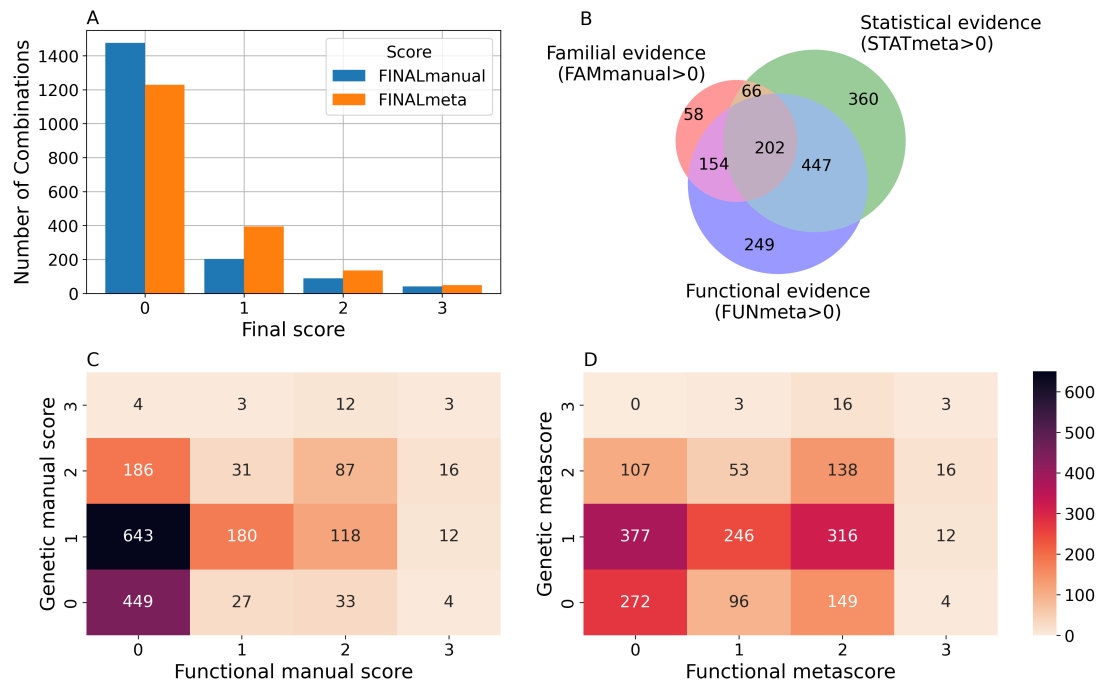 A
Number of Combinations
1400
1200
1000
800
600
400
200
0
Score
FINALmanual
FINALmeta
0 1 2 3
Final score
B
Statistical evidence
(STATmeta>0)
Familial evidence
(FAMmanual>0)
66
360
58
202
154
447
249
Functional evidence
(FUNmeta>0)
C
Genetic manual score
3 4 3 12 3
2 186 31 87 16
1 643 180 118 12
0 449 27 33 4
0 1 2 3
Functional manual score
D
Genetic metascore
3 0 3 16 3
2 107 53 138 16
1 377 246 316 12
0 272 96 149 4
0 1 2 3
Functional metascore
600
500
400
300
200
100
0